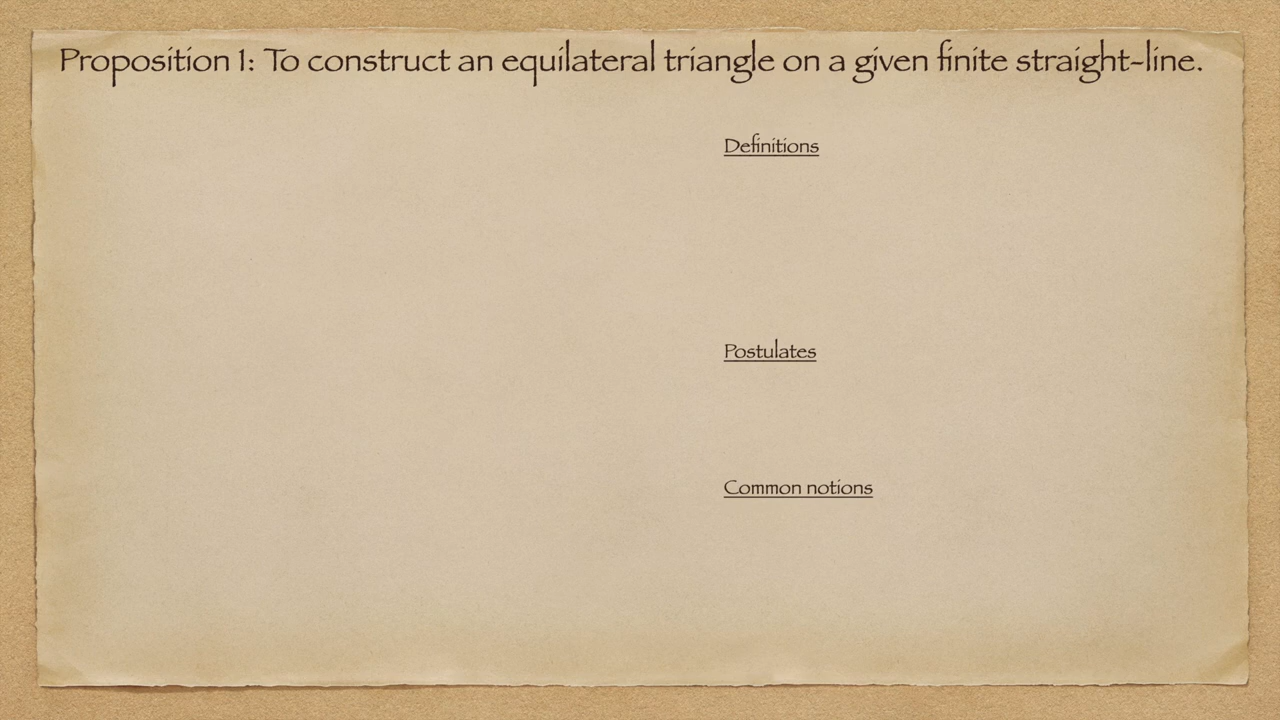 Proposition 1: To construct an equilateral triangle on a given finite straight-line.
Definitions
Postulates
Common notions